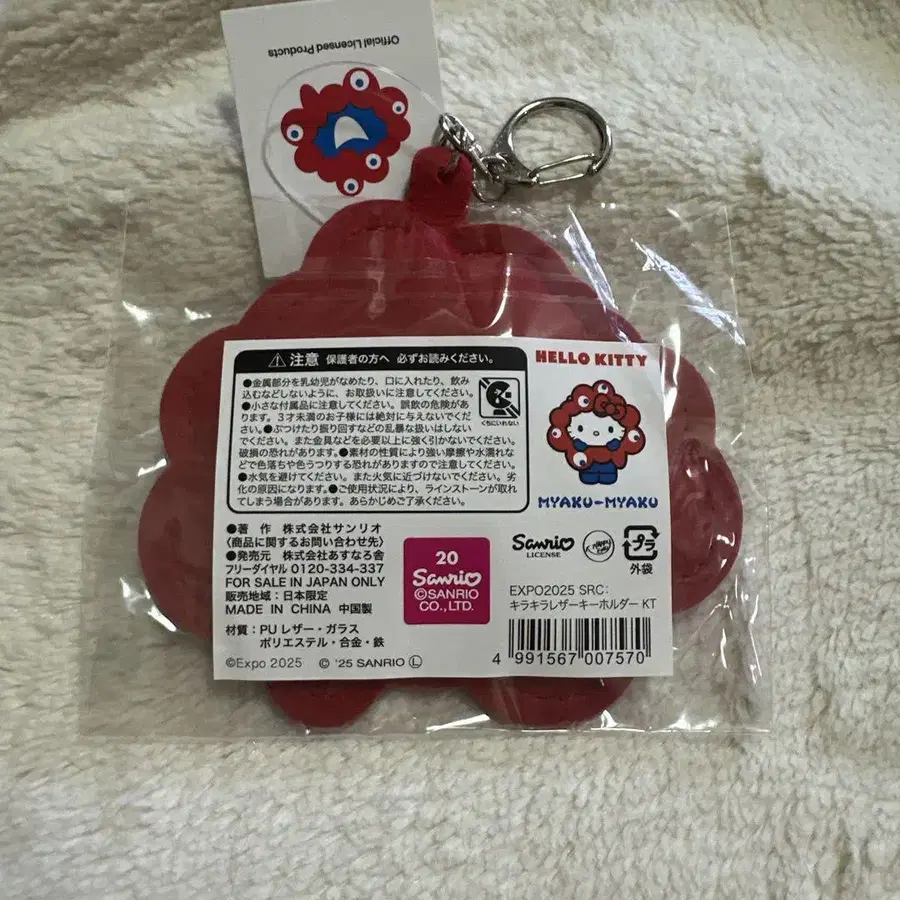 Official Licensed Products
⚠注意 保護者の方へ 必ずお読みください。
●金属部分を乳幼児がなめたり、口に入れたり、飲み
込むなどしないように、お取扱いに注意してください。
●小さな付属品に注意してください。誤飲の危険があ
ります。3才未満のお子様には絶対に与えないでくだ
さい。●ぶつけたり振り回すなどの乱暴な扱いはしない
でください。また金具などを必要以上に強く引かないでください。
破損の恐れがあります。●素材の性質により強い摩擦や水濡れな
どで色落ちや色うつりする恐れがありますので注意してください。
●水気を避けてください。また火気に近づけないでください。劣
化の原因になります。●ご使用状況により、ラインストーンが取れ
てしまう場合があります。あらかじめご了承ください。
くちにいれない
HELLO KITTY
MYAKU-MYAKU
●著 作 株式会社サンリオ
〈商品に関するお問い合わせ先〉
●発売元 株式会社あすなろ舎
フリーダイヤル 0120-334-337
FOR SALE IN JAPAN ONLY
販売地域:日本限定
MADE IN CHINA 中国製
材質:PU レザー・ガラス
ポリエステル・合金・鉄
©Expo 2025 © '25 SANRIO Ⓛ
20
Sanrio
©SANRIO
CO., LTD.
Sanrio
LICENSE
プラ
外袋
EXPO2025 SRC:
キラキラレザーキーホルダー KT
4 991567 007570